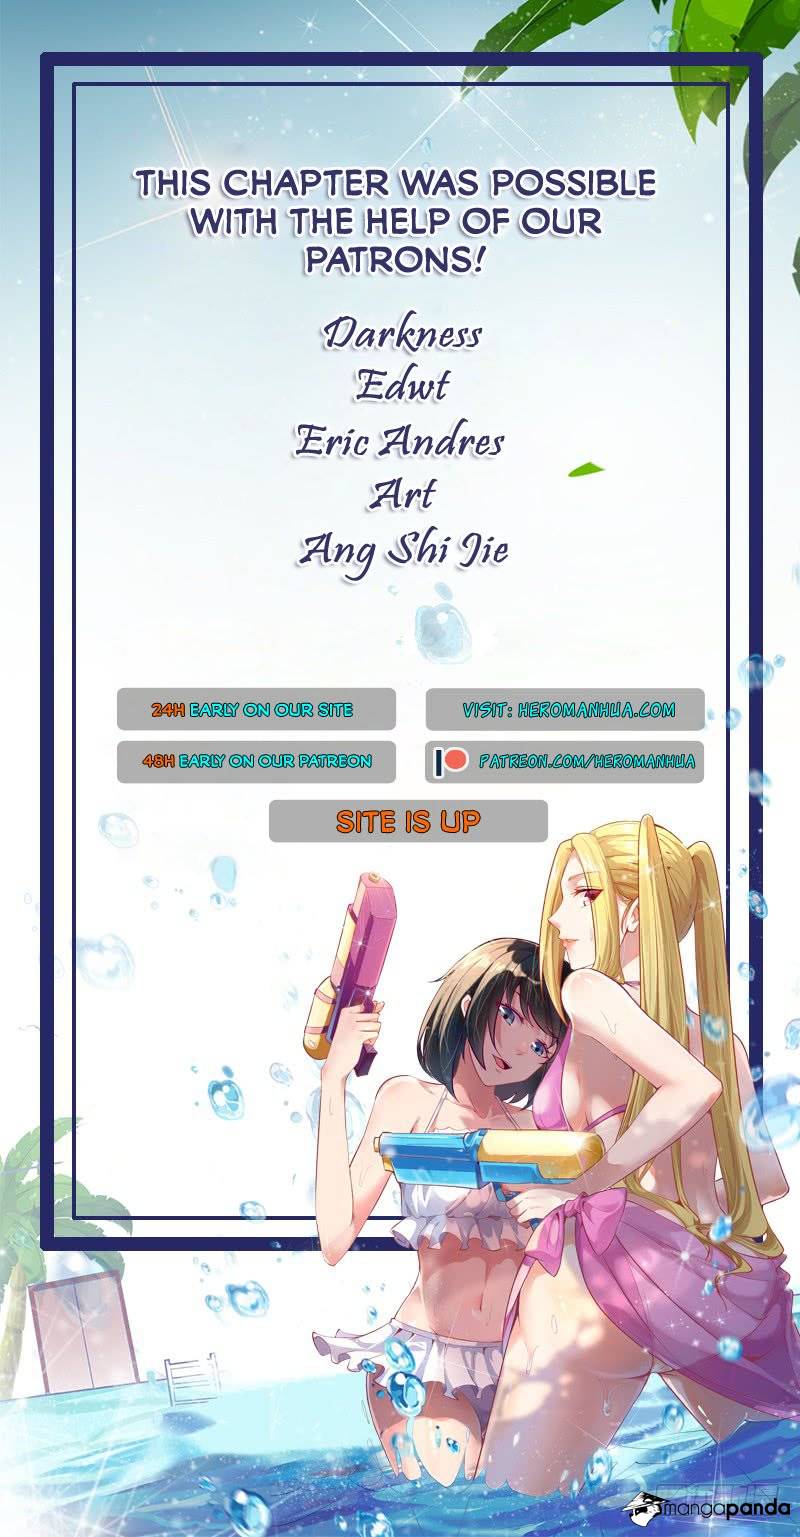 THIS CHAPTER WAS POSSIBLE
WITH THE HELP OF OUR
PATRONS!
Darkness
Edwt
Eric Andres
Art
Ang Shi Jie
24H EARLY ON OUR SITE
VISIT: HEROMANHUA.COM
48H EARLY ON OUR PATREON
PATREON.COM/HEROMANHUA
SITE IS UP
mangapanda